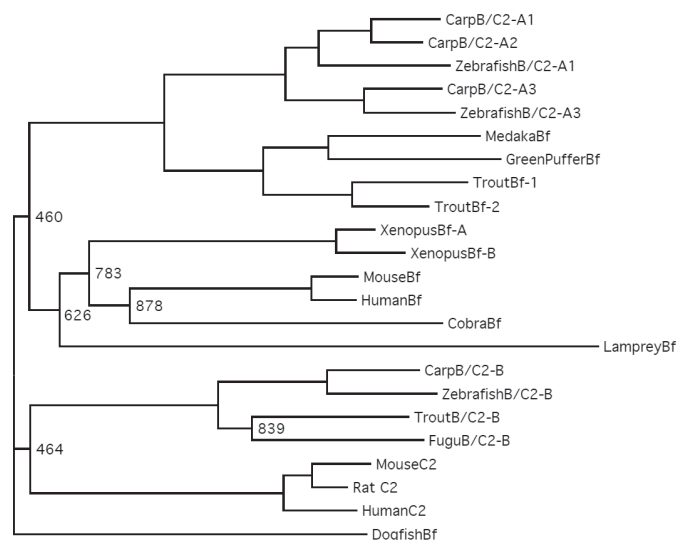 CarpB/C2-A1
CarpB/C2-A2
ZebrafishB/C2-A1
CarpB/C2-A3
ZebrafishB/C2-A3
MedakaBf
GreenPufferBf
TroutBf-1
TroutBf-2
460
XenopusBf-A
XenopusBf-B
783
MouseBf
HumanBf
878
626
CobraBf
LampreyBf
CarpB/C2-B
ZebrafishB/C2-B
TroutB/C2-B
839
FuguB/C2-B
464
MouseC2
Rat C2
HumanC2
DogfishBf